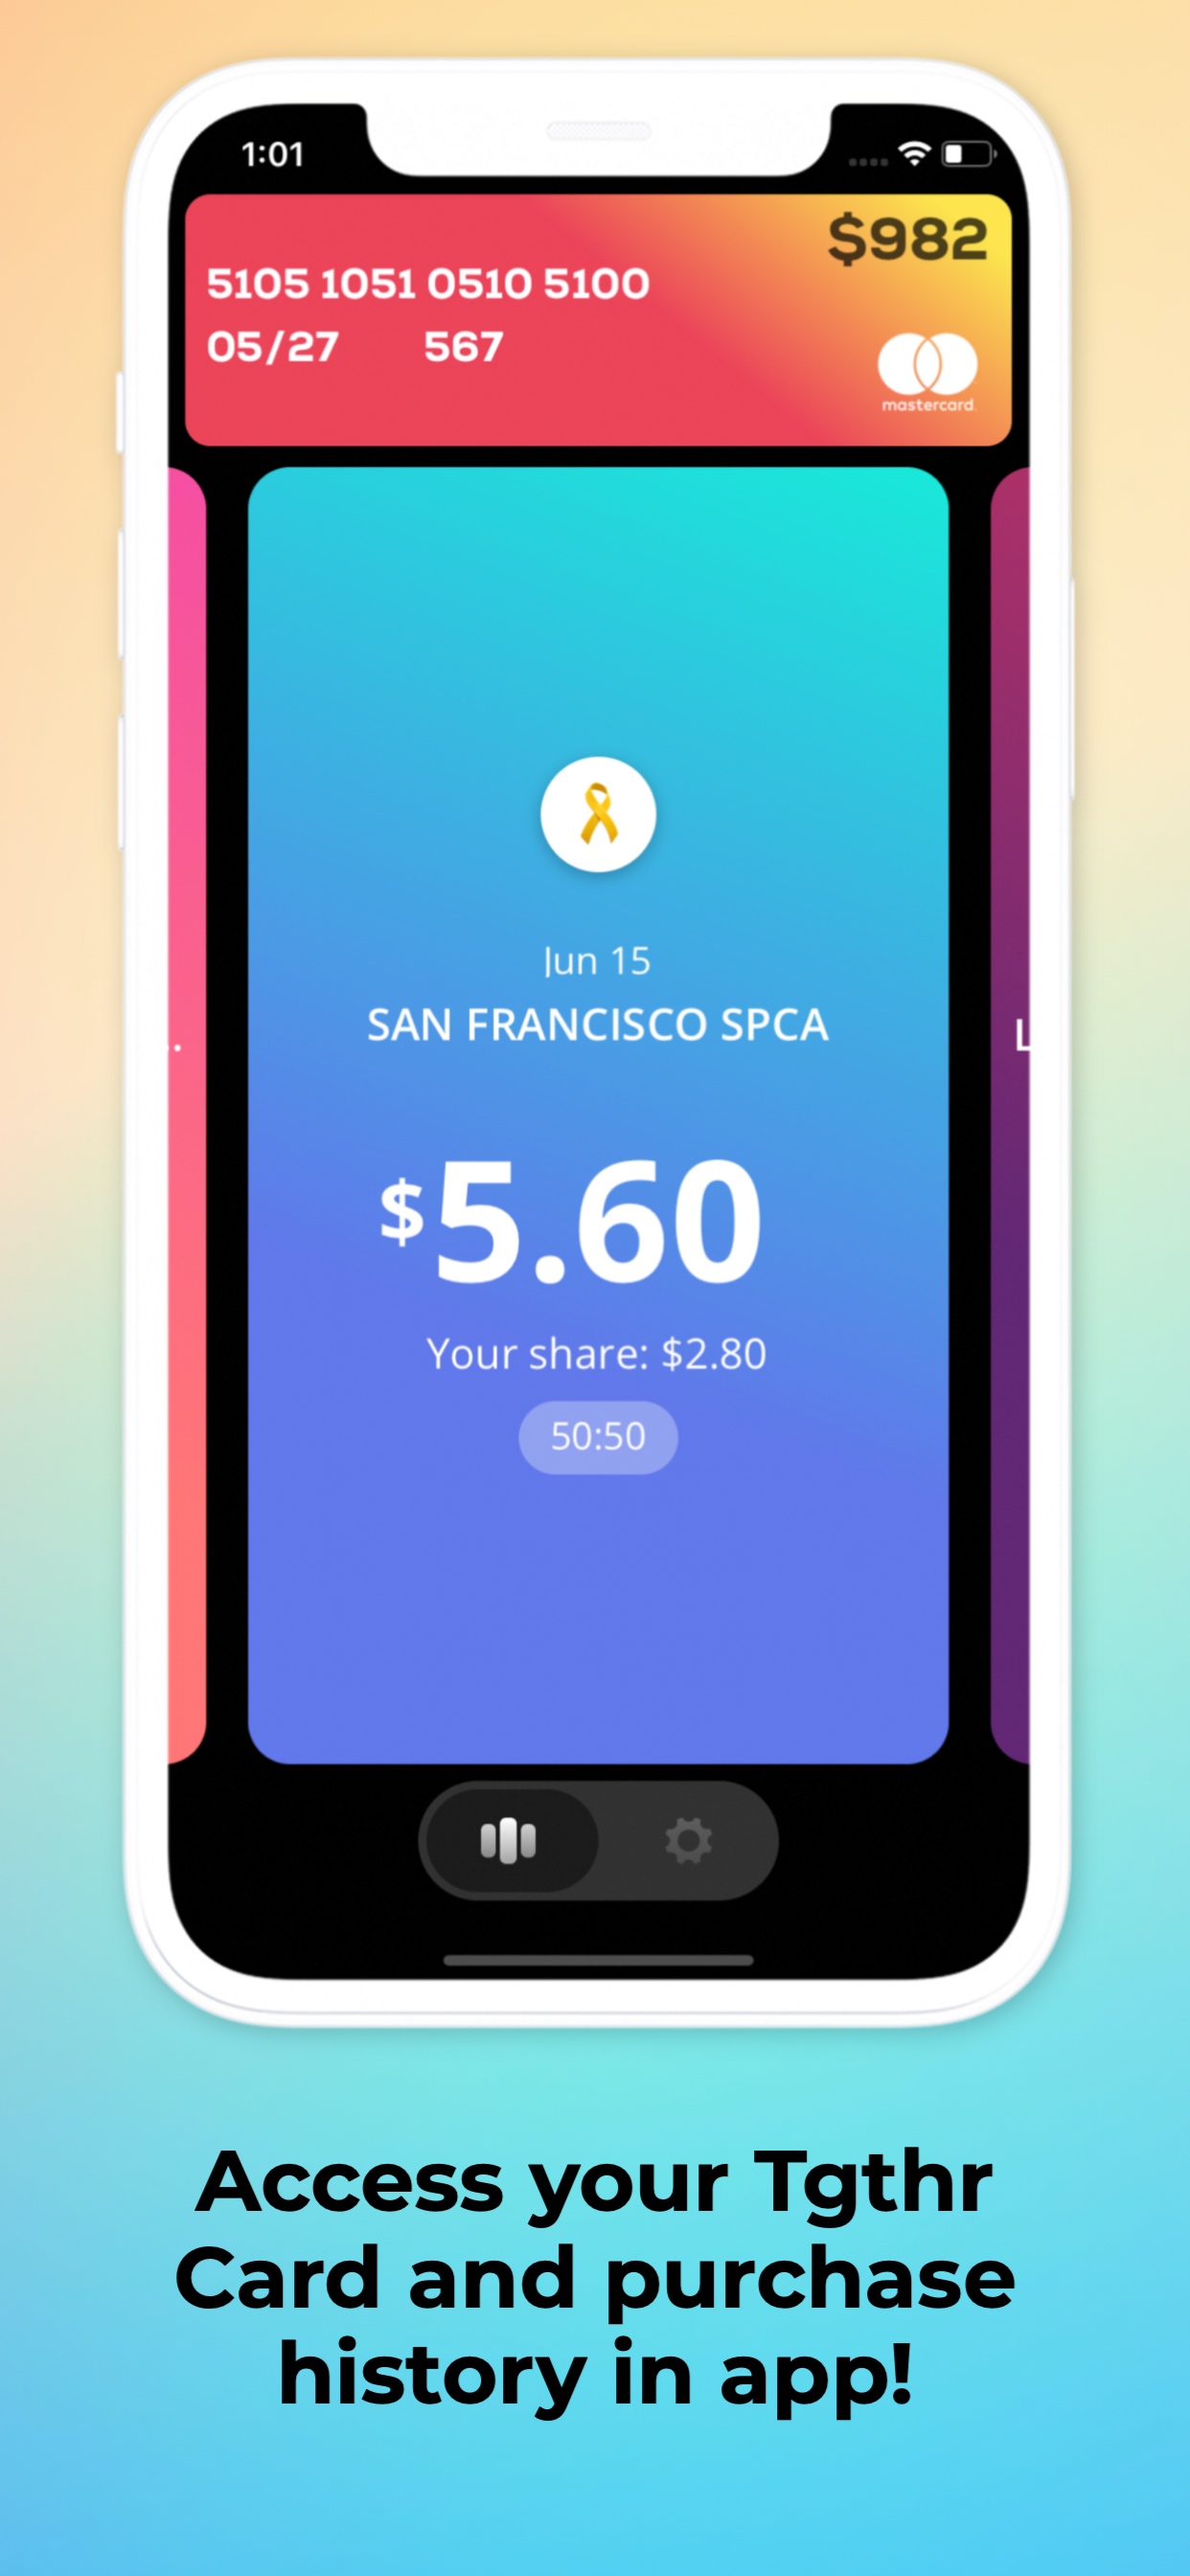 1:01
$982
5105 1051 0510 5100
05/27 567
mastercard
Jun 15
SAN FRANCISCO SPCA
$5.60
Your share: $2.80
50:50
Access your Tgthr
Card and purchase
history in app!